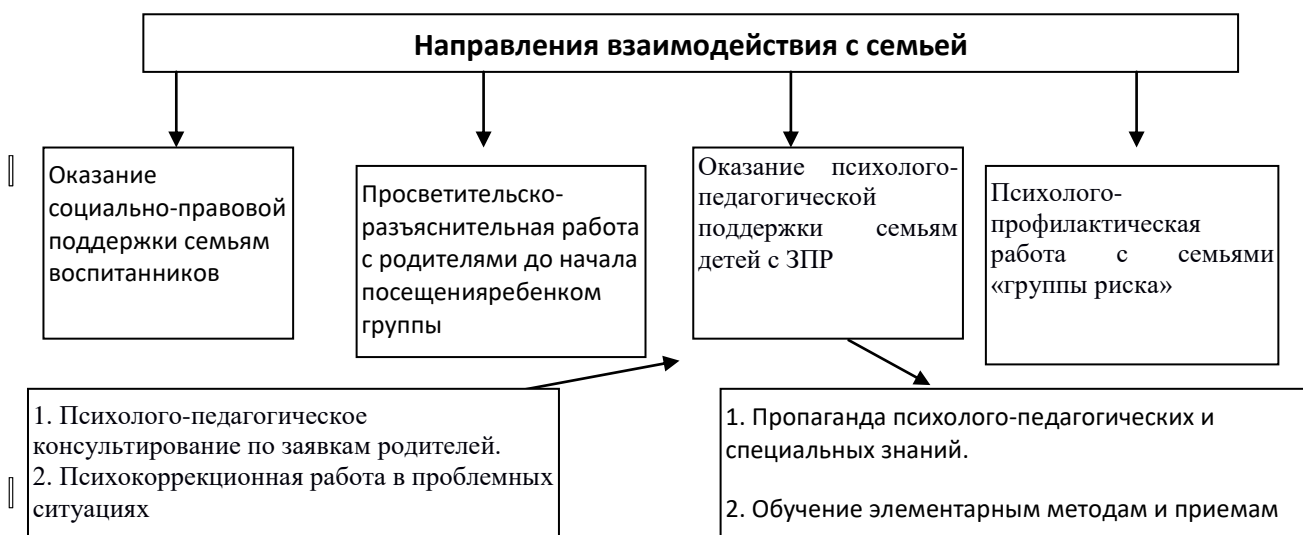 Направления взаимодействия с семьей
Оказание
социально-правовой
поддержки семьям
воспитанников
Просветительско-
разъяснительная работа
с родителями до начала
посещенияребенком
группы
Оказание психолого-
педагогической
поддержки семьям
детей с ЗПР
Психолого-
профилактическая
работа с семьями
«группы риска»
1. Психолого-педагогическое
консультирование по заявкам родителей.
2. Психокоррекционная работа в проблемных
ситуациях
1. Пропаганда психолого-педагогических и
специальных знаний.
2. Обучение элементарным методам и приемам